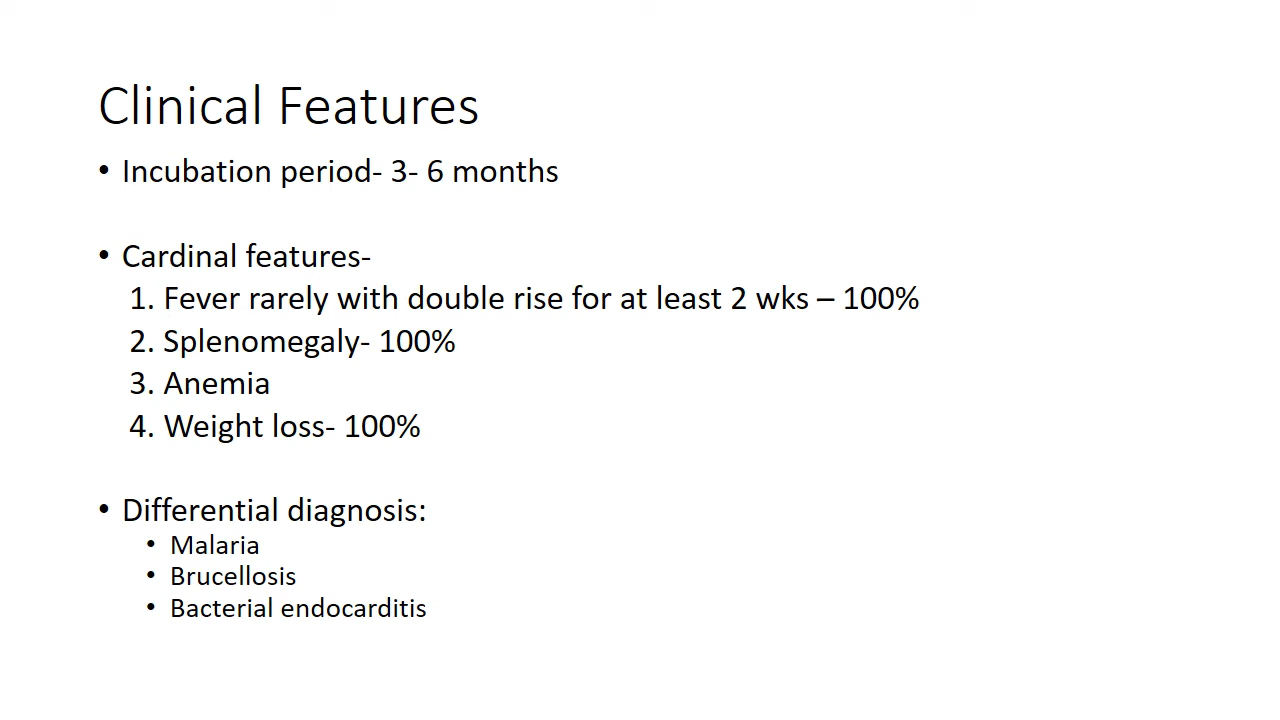 Clinical Features
• Incubation period- 3- 6 months
• Cardinal features-
1. Fever rarely with double rise for at least 2 wks – 100%
2. Splenomegaly- 100%
3. Anemia
4. Weight loss- 100%
• Differential diagnosis:
• Malaria
• Brucellosis
• Bacterial endocarditis